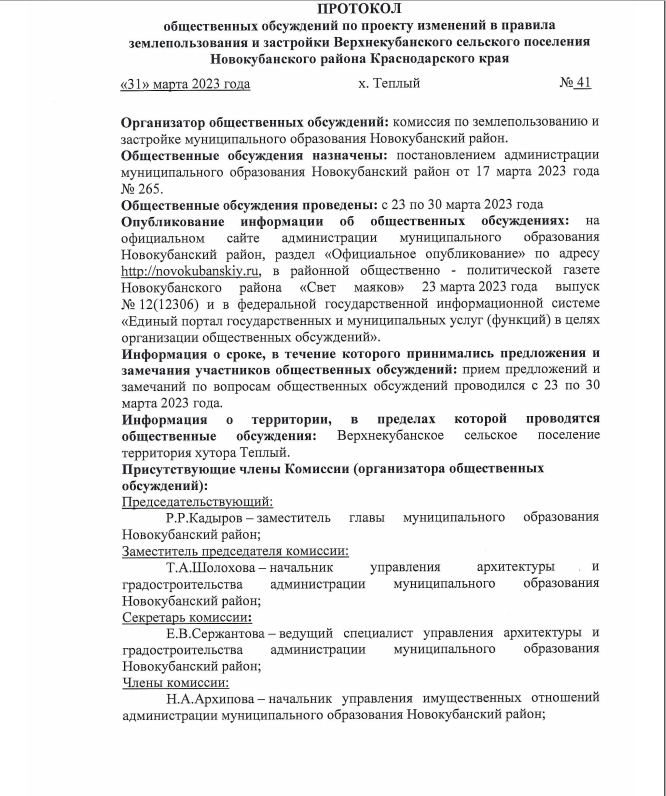 ПРОТОКОЛ
общественных обсуждений по проекту изменений в правила
землепользования и застройки Верхнекубанского сельского поселения
Новокубанского района Краснодарского края
«31» марта 2023 года х. Теплый № 41
Организатор общественных обсуждений: комиссия по землепользованию и
застройке муниципального образования Новокубанский район.
Общественные обсуждения назначены: постановлением администрации
муниципального образования Новокубанский район от 17 марта 2023 года
№ 265.
Общественные обсуждения проведены: с 23 по 30 марта 2023 года
Опубликование информации об общественных обсуждениях: на
официальном сайте администрации муниципального образования
Новокубанский район, раздел «Официальное опубликование» по адресу
http://novokubanskiy.ru, в районной общественно - политической газете
Новокубанского района «Свет маяков» 23 марта 2023 года выпуск
№ 12(12306) и в федеральной государственной информационной системе
«Единый портал государственных и муниципальных услуг (функций) в целях
организации общественных обсуждений».
Информация о сроке, в течение которого принимались предложения и
замечания участников общественных обсуждений: прием предложений и
замечаний по вопросам общественных обсуждений проводился с 23 по 30
марта 2023 года.
Информация о территории, в пределах которой проводятся
общественные обсуждения: Верхнекубанское сельское поселение
территория хутора Теплый.
Присутствующие члены Комиссии (организатора общественных
обсуждений):
Председательствующий:
Р.Р.Кадыров – заместитель главы муниципального образования
Новокубанский район;
Заместитель председателя комиссии:
Т.А.Шолохова – начальник управления архитектуры и
градостроительства администрации муниципального образования
Новокубанский район;
Секретарь комиссии:
Е.В.Сержантова – ведущий специалист управления архитектуры и
градостроительства администрации муниципального образования
Новокубанский район;
Члены комиссии:
Н.А.Архипова – начальник управления имущественных отношений
администрации муниципального образования Новокубанский район;